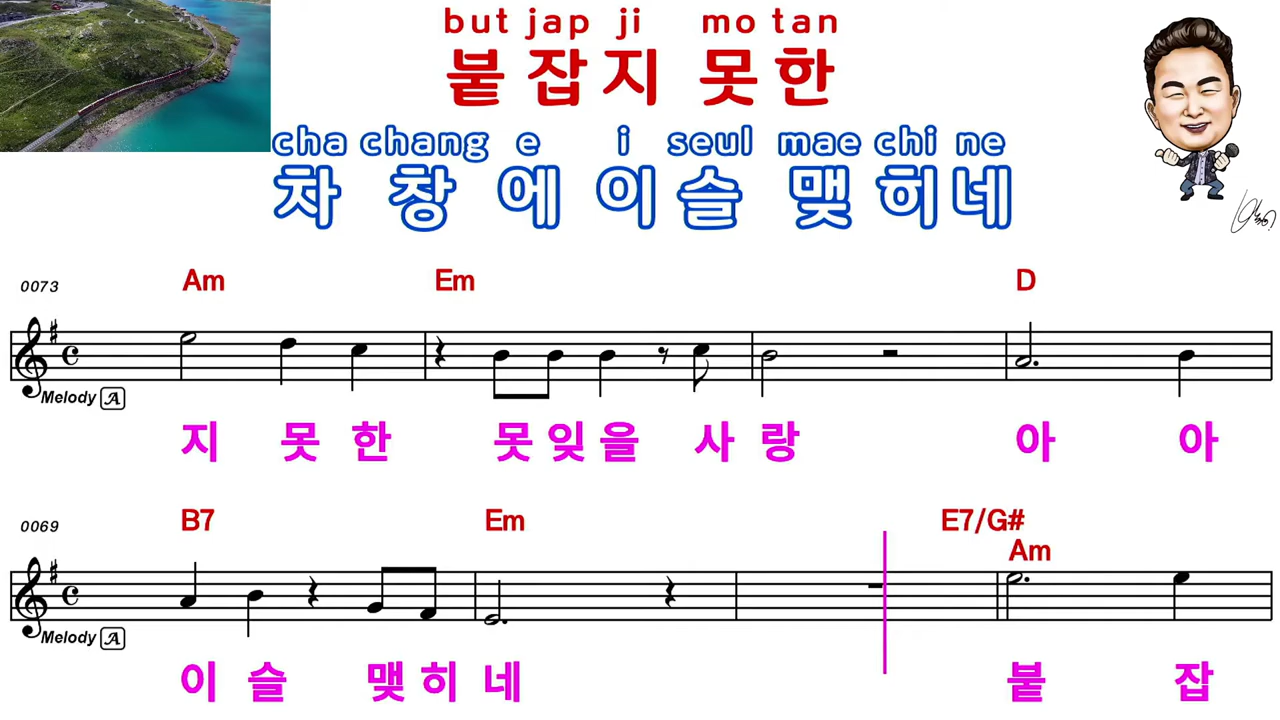 but jap ji mo tan
붙잡지 못한
cha chang e i seul mae chi ne
차창에 이슬 맺히네
0073 Am Em D
Melody A
지 못 한 못 잊 을 사 랑 아 아
0069 B7 Em E7/G#
Am
Melody A
이 슬 맺 히 네 붙 잡